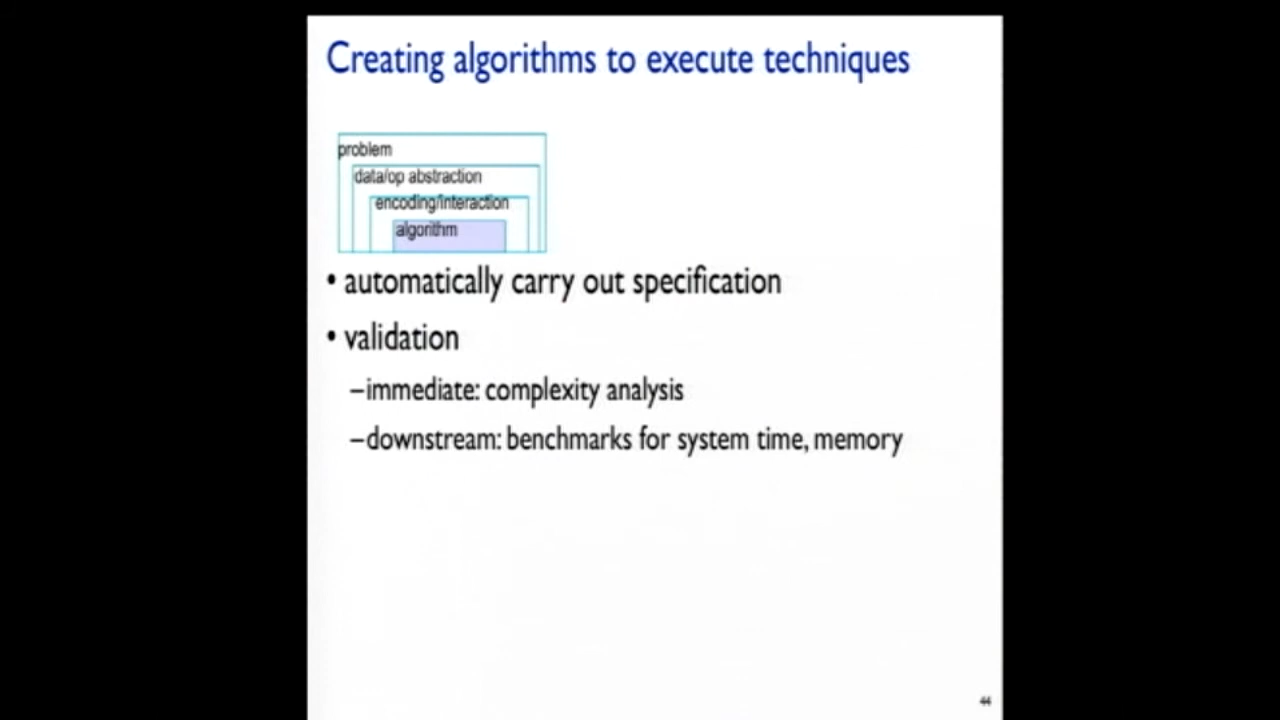 Creating algorithms to execute techniques
problem
data/op abstraction
encoding/interaction
algorithm
• automatically carry out specification
• validation
–immediate: complexity analysis
–downstream: benchmarks for system time, memory
44